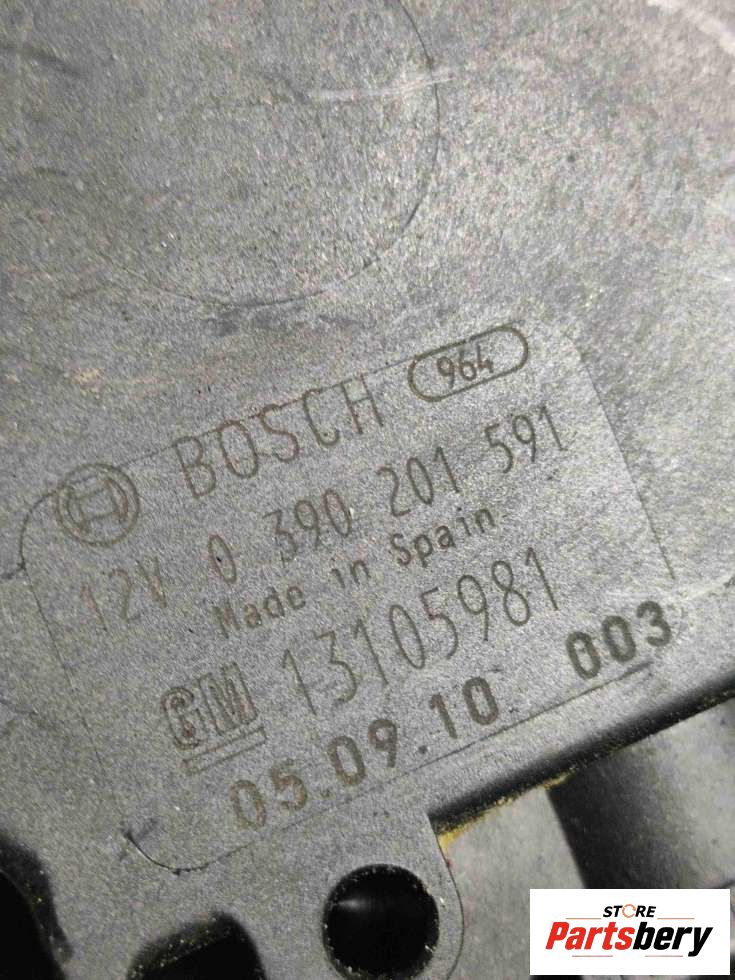 BOSCH 964
12V 0 390 201 591
Made in Spain
GM 13105981
05.09.10 003
STORE
Partsbery